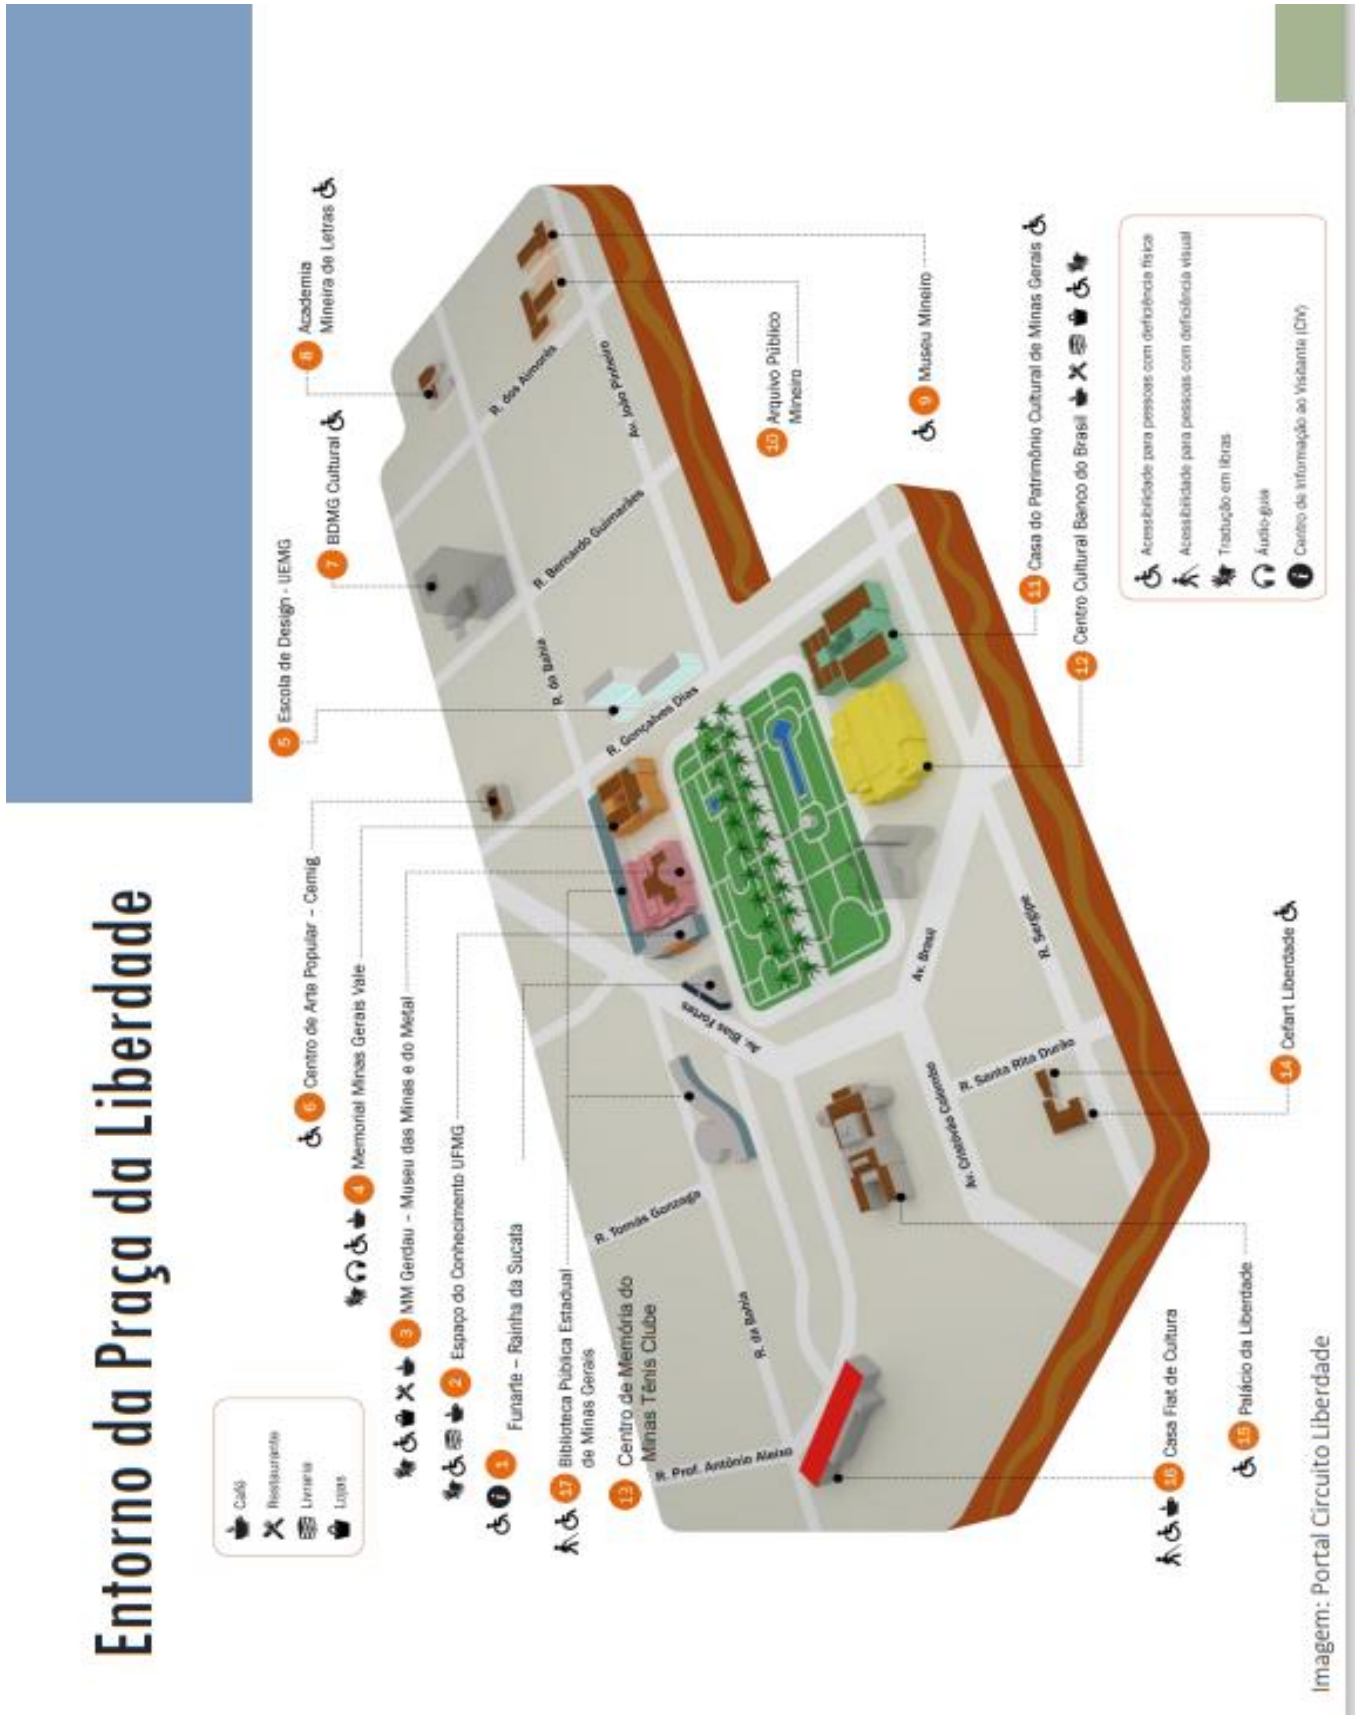 Entorno da Praça da Liberdade
Café
Restaurante
Livraria
Lojas
6 Centro de Arte Popular - Cemig
4 Memorial Minas Gerais Vale
3 MM Gerdau - Museu das Minas e do Metal
2 Espaço do Conhecimento UFMG
1 Funarte - Rainha da Sucata
17 Biblioteca Pública Estadual
de Minas Gerais
13 Centro de Memória do
Minas Tênis Clube
5 Escola de Design - UEMG
7 BDMG Cultural
8 Academia
Mineira de Letras
R. Prof. Antônio Aleixo
R. Tomás Gonzaga
R. da Bahia
Av. Bias Fortes
R. Gonçalves Dias
R. da Bahia
R. Bernardo Guimarães
R. dos Aimorés
Av. João Pinheiro
Av. Cristóvão Colombo
R. Santa Rita Durão
Av. Brasil
R. Sergipe
10 Arquivo Público
Mineiro
9 Museu Mineiro
11 Casa do Patrimônio Cultural de Minas Gerais
12 Centro Cultural Banco do Brasil
16 Casa Fiat de Cultura
15 Palácio da Liberdade
14 Cefart Liberdade
Acessibilidade para pessoas com deficiência física
Acessibilidade para pessoas com deficiência visual
Tradução em libras
Áudio-guia
Centro de Informação ao Visitante (CIV)
Imagem: Portal Circuito Liberdade